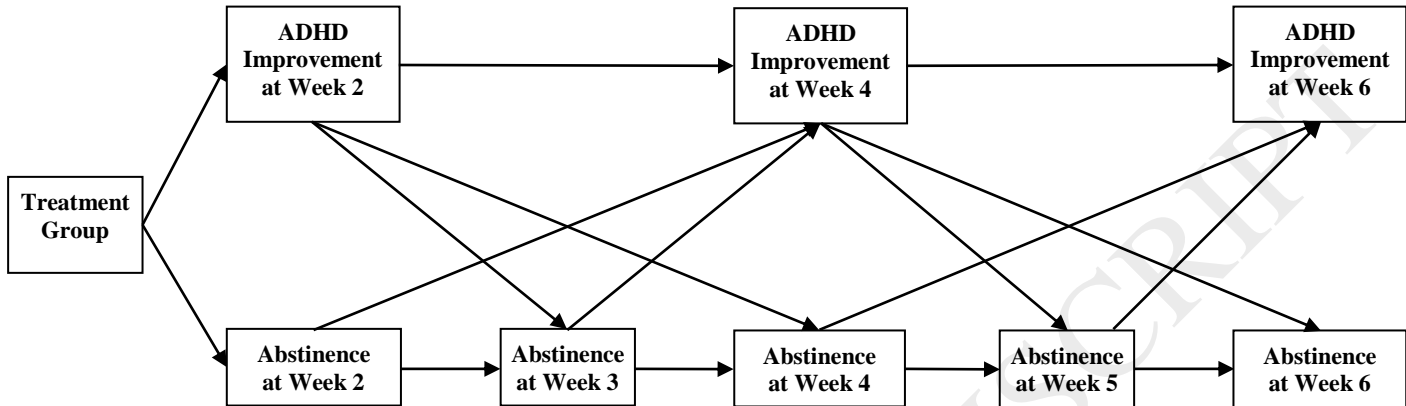 ADHD
Improvement
at Week 2
ADHD
Improvement
at Week 4
ADHD
Improvement
at Week 6
Treatment
Group
Abstinence
at Week 2
Abstinence
at Week 3
Abstinence
at Week 4
Abstinence
at Week 5
Abstinence
at Week 6